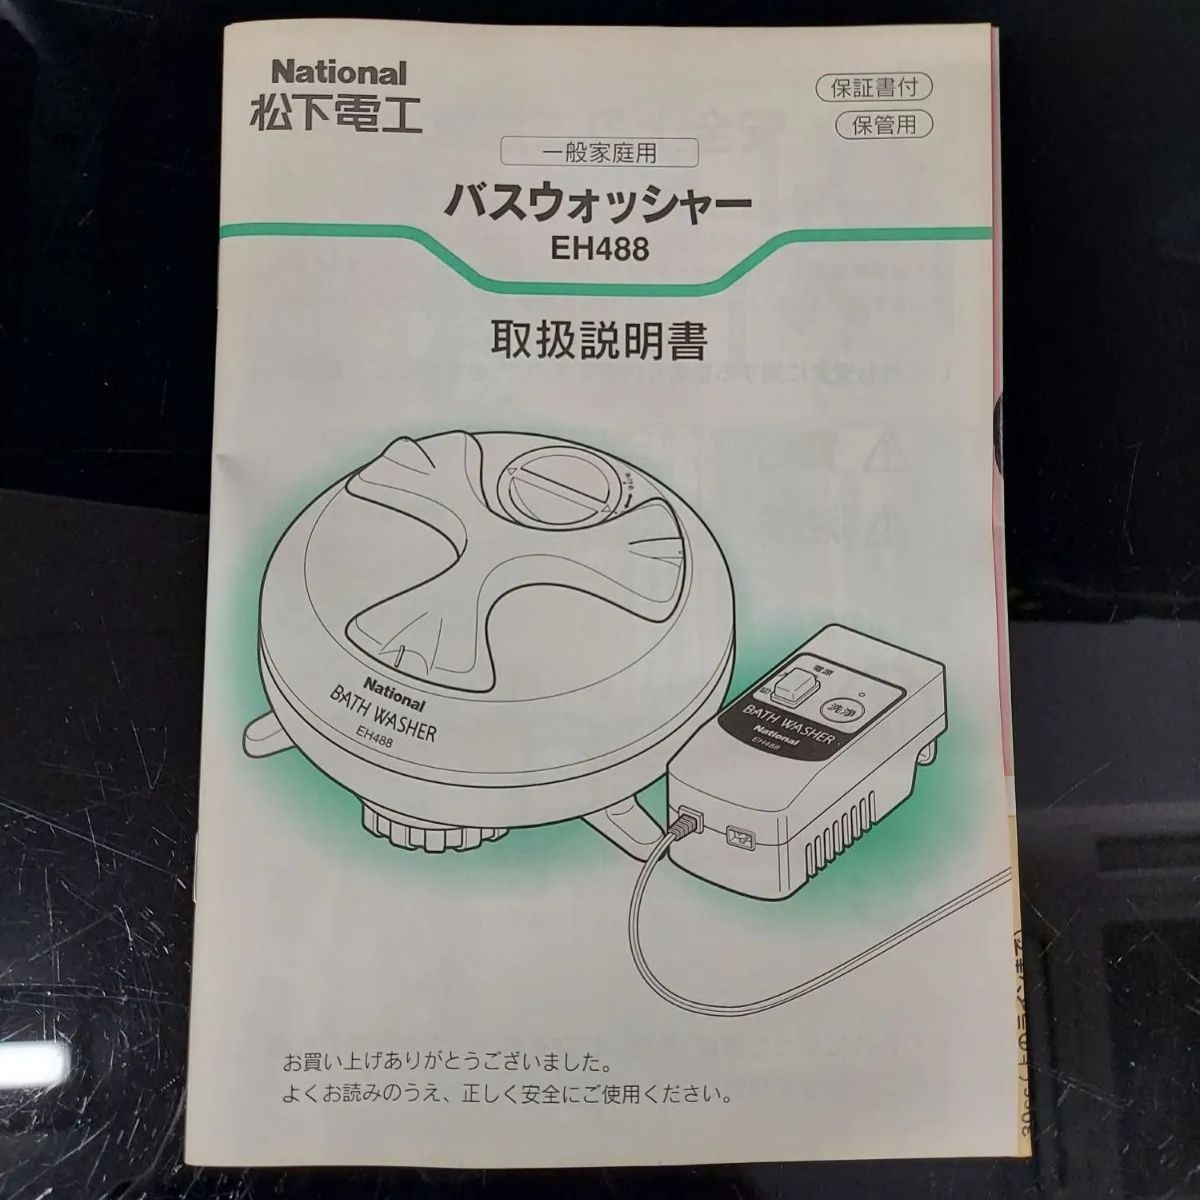 National
松下電工
保証書付
保管用
一般家庭用
バスウォッシャー
EH488
取扱説明書
National
BATH WASHER
EH488
電源
切
洗浄
BATH WASHER
National
EH488
お買い上げありがとうございました。
よくお読みのうえ、正しく安全にご使用ください。